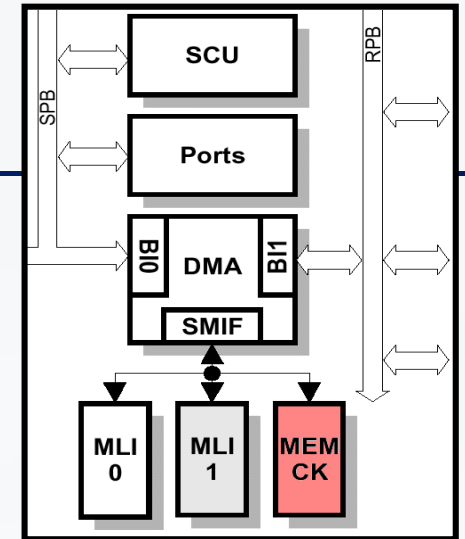 SPB
SCU
RPB
Ports
BI0
DMA
BI1
SMIF
MLI
0
MLI
1
MEM
CK